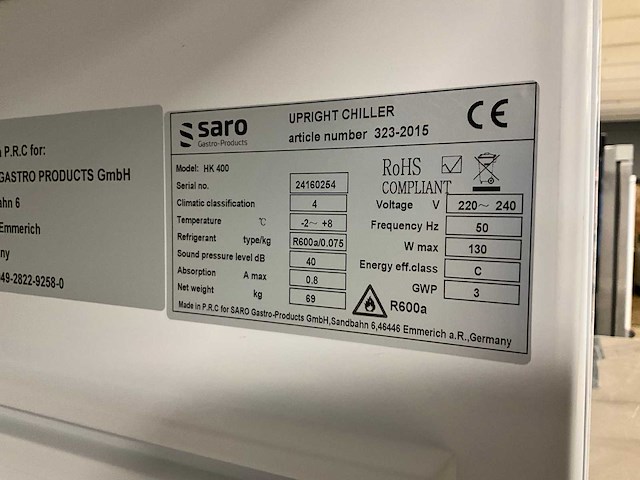 n P.R.C for:
GASTRO PRODUCTS GmbH
ahn 6
Emmerich
ny
049-2822-9258-0
saro
Gastro-Products
UPRIGHT CHILLER
article number 323-2015
CE
Model: HK 400
Serial no. 24160254
Climatic classification 4
Temperature ℃ -2～ +8
Refrigerant type/kg R600a/0.075
Sound pressure level dB 40
Absorption A max 0.8
Net weight kg 69
RoHS
COMPLIANT
Voltage V 220～ 240
Frequency Hz 50
W max 130
Energy eff.class C
GWP 3
R600a
Made in P.R.C for SARO Gastro-Products GmbH,Sandbahn 6,46446 Emmerich a.R.,Germany